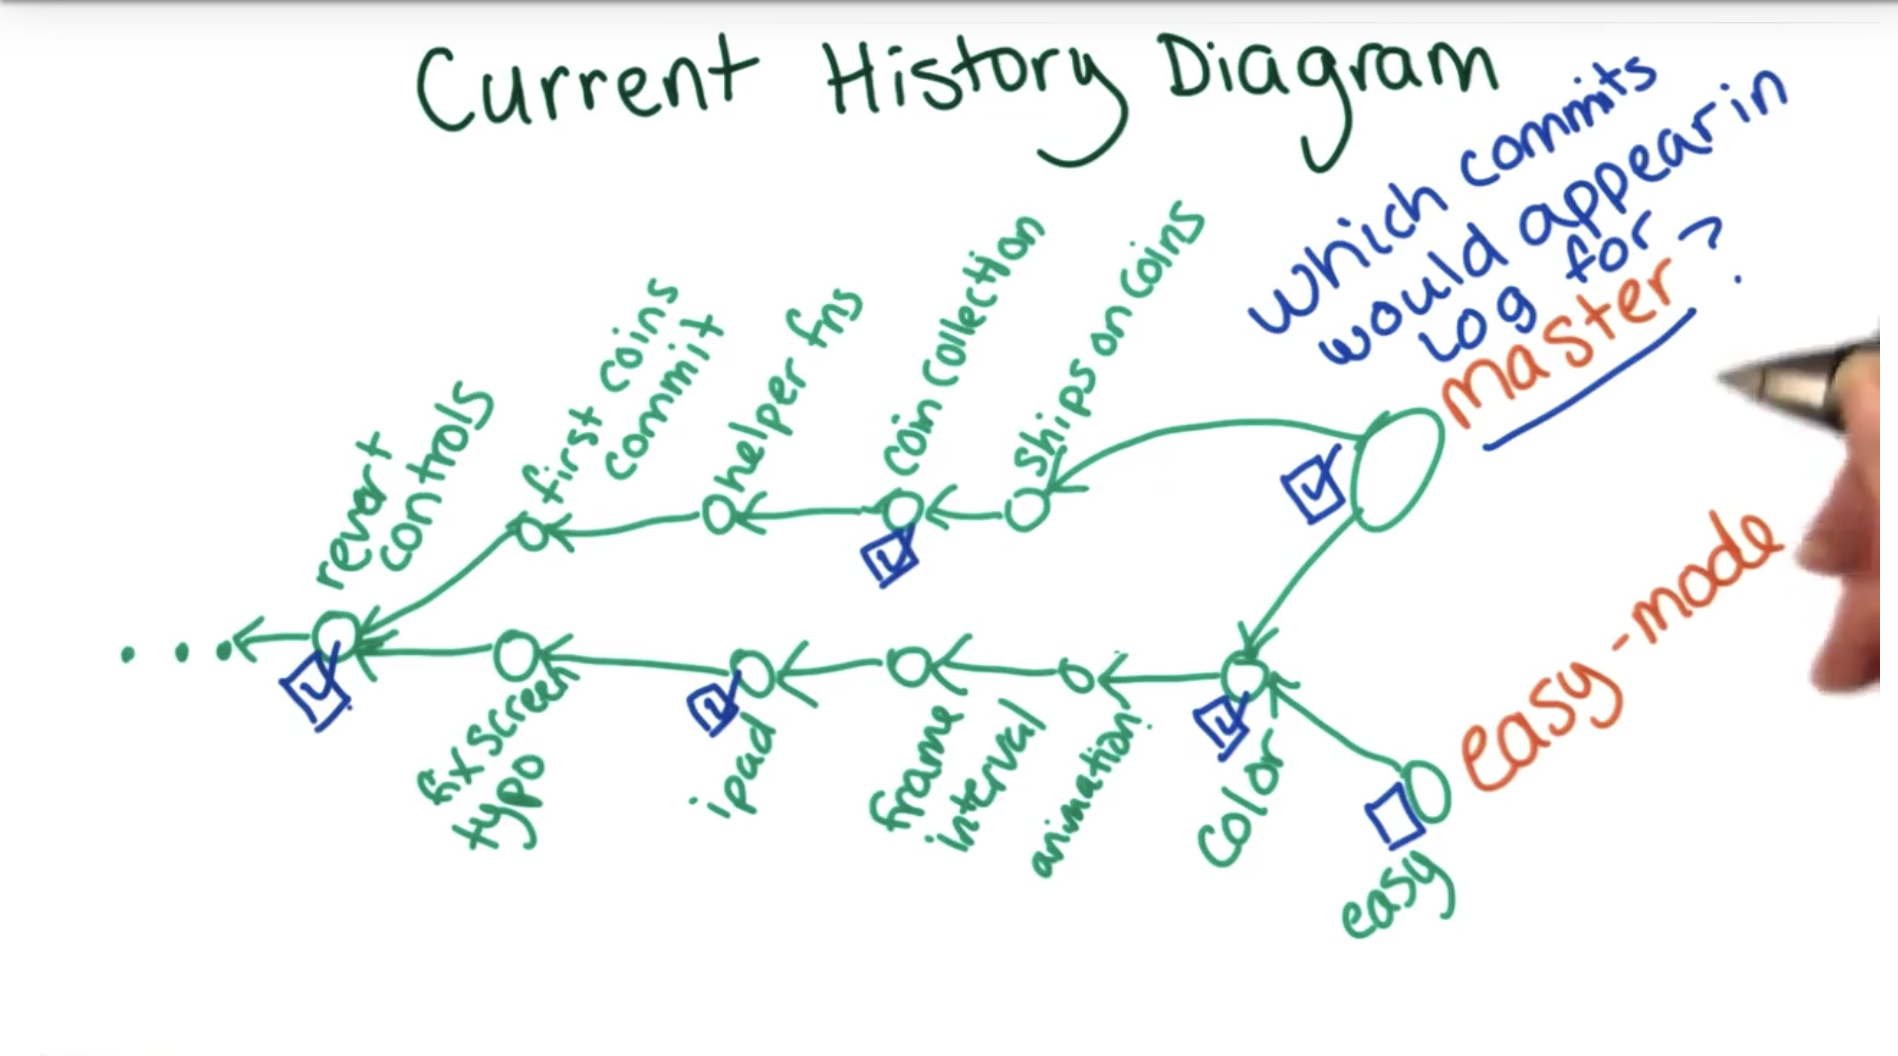 Current History Diagram
which commits
would appear in
Log for
master?
revert
controls
first coins
commit
helper fns
coin collection
ships on coins
fix screen
typo
ipad
frame
interval
animation
color
easy
easy-mode